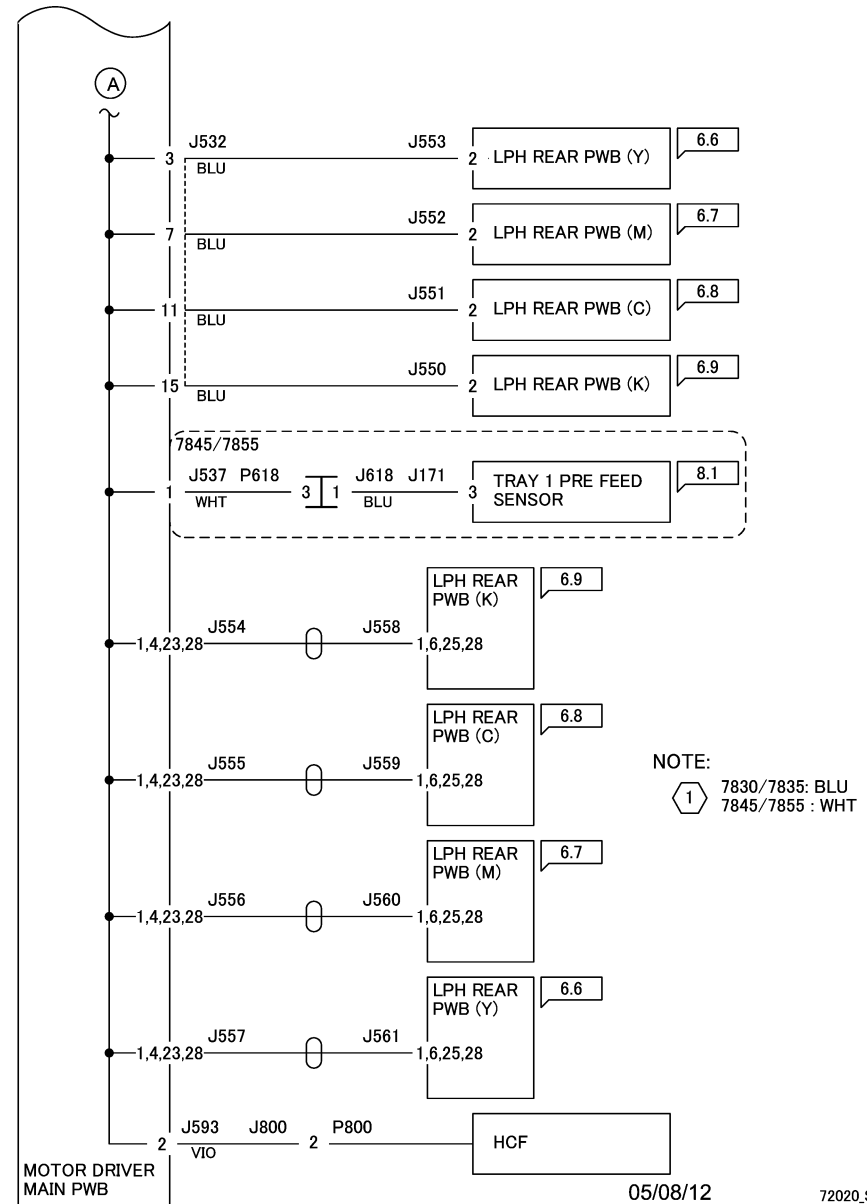 A
J532 J553 6.6
3 BLU 2 LPH REAR PWB (Y)
J552 6.7
7 BLU 2 LPH REAR PWB (M)
J551 6.8
11 BLU 2 LPH REAR PWB (C)
J550 6.9
15 BLU 2 LPH REAR PWB (K)
7845/7855
J537 P618 J618 J171 8.1
1 WHT 3 1 BLU 3 TRAY 1 PRE FEED
SENSOR
LPH REAR 6.9
PWB (K)
J554 J558
1,4,23,28 1,6,25,28
LPH REAR 6.8
PWB (C)
J555 J559
1,4,23,28 1,6,25,28
NOTE:
1 7830/7835: BLU
7845/7855 : WHT
LPH REAR 6.7
PWB (M)
J556 J560
1,4,23,28 1,6,25,28
LPH REAR 6.6
PWB (Y)
J557 J561
1,4,23,28 1,6,25,28
J593 J800 P800
2 VIO 2 HCF
MOTOR DRIVER
MAIN PWB
05/08/12